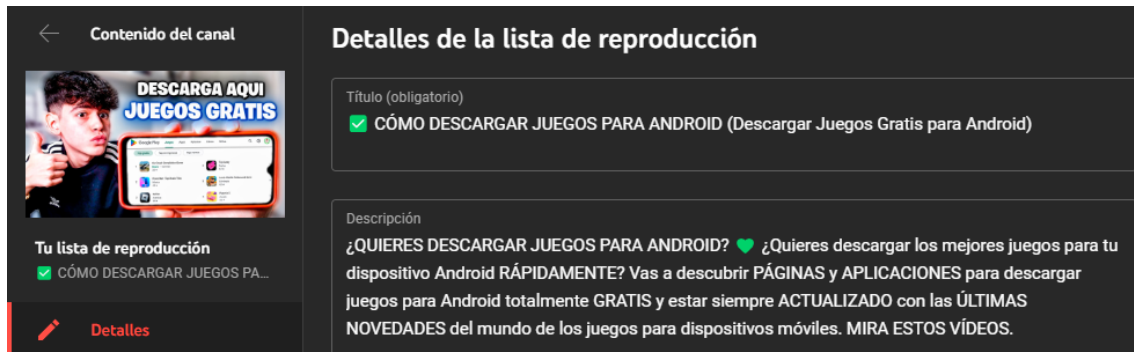 Contenido del canal
DESCARGA AQUI
JUEGOS GRATIS
Google Play
Tu lista de reproducción
✅ CÓMO DESCARGAR JUEGOS PA...
Detalles
Detalles de la lista de reproducción
Título (obligatorio)
✅ CÓMO DESCARGAR JUEGOS PARA ANDROID (Descargar Juegos Gratis para Android)
Descripción
¿QUIERES DESCARGAR JUEGOS PARA ANDROID? 💚 ¿Quieres descargar los mejores juegos para tu
dispositivo Android RÁPIDAMENTE? Vas a descubrir PÁGINAS y APLICACIONES para descargar
juegos para Android totalmente GRATIS y estar siempre ACTUALIZADO con las ÚLTIMAS
NOVEDADES del mundo de los juegos para dispositivos móviles. MIRA ESTOS VÍDEOS.